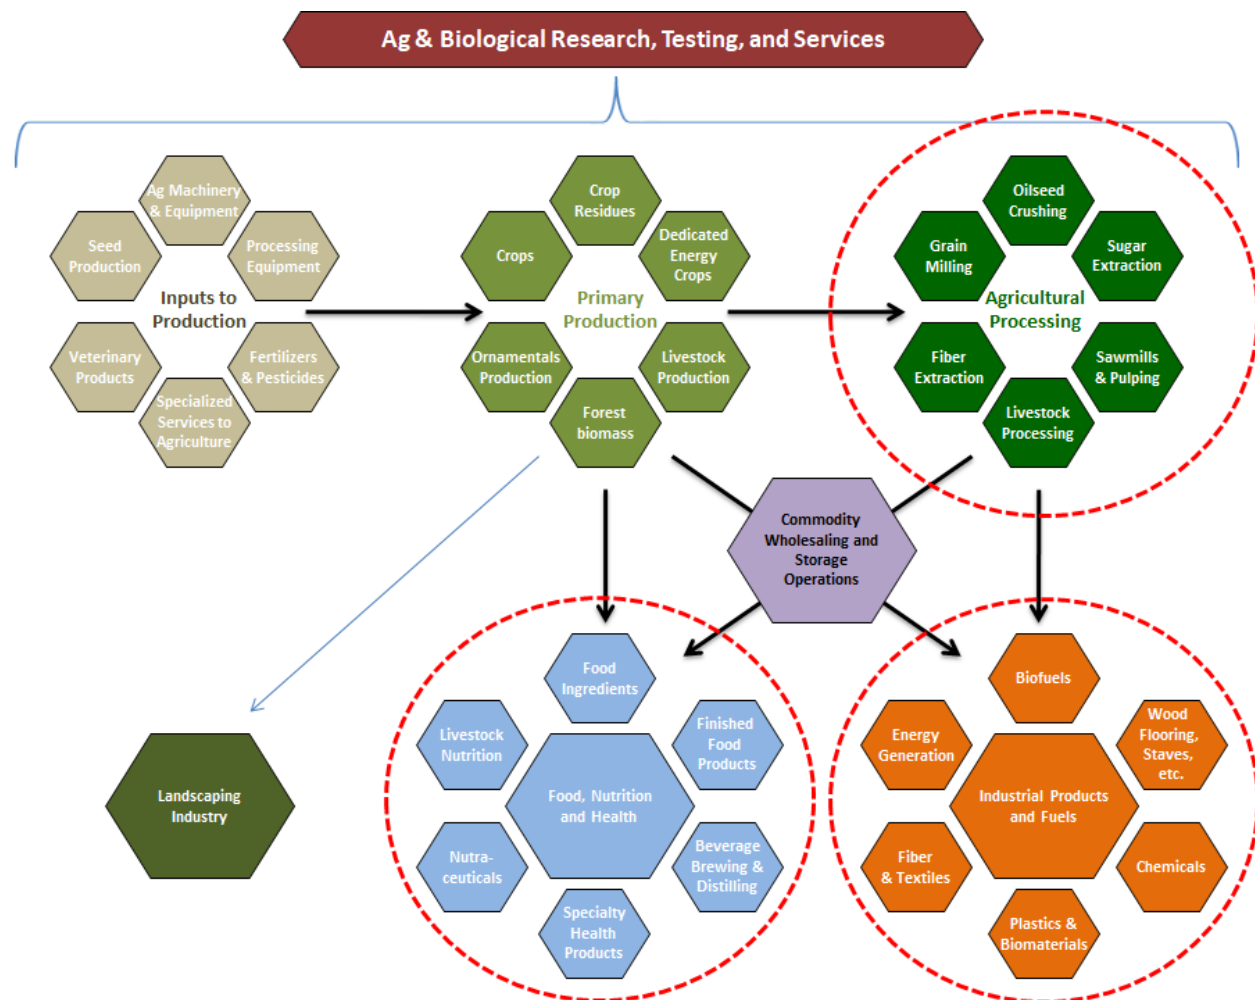 Ag & Biological Research, Testing, and Services
Ag Machinery
& Equipment
Seed
Production
Processing
Equipment
Inputs to
Production
Veterinary
Products
Fertilizers
& Pesticides
Specialized
Services to
Agriculture
Crop
Residues
Crops
Dedicated
Energy
Crops
Primary
Production
Ornamentals
Production
Livestock
Production
Forest
biomass
Oilseed
Crushing
Grain
Milling
Sugar
Extraction
Agricultural
Processing
Fiber
Extraction
Sawmills
& Pulping
Livestock
Processing
Commodity
Wholesaling and
Storage
Operations
Landscaping
Industry
Food
Ingredients
Livestock
Nutrition
Finished
Food
Products
Food, Nutrition
and Health
Nutra-
ceuticals
Beverage
Brewing &
Distilling
Specialty
Health
Products
Biofuels
Energy
Generation
Wood
Flooring,
Staves,
etc.
Industrial Products
and Fuels
Fiber
& Textiles
Chemicals
Plastics &
Biomaterials